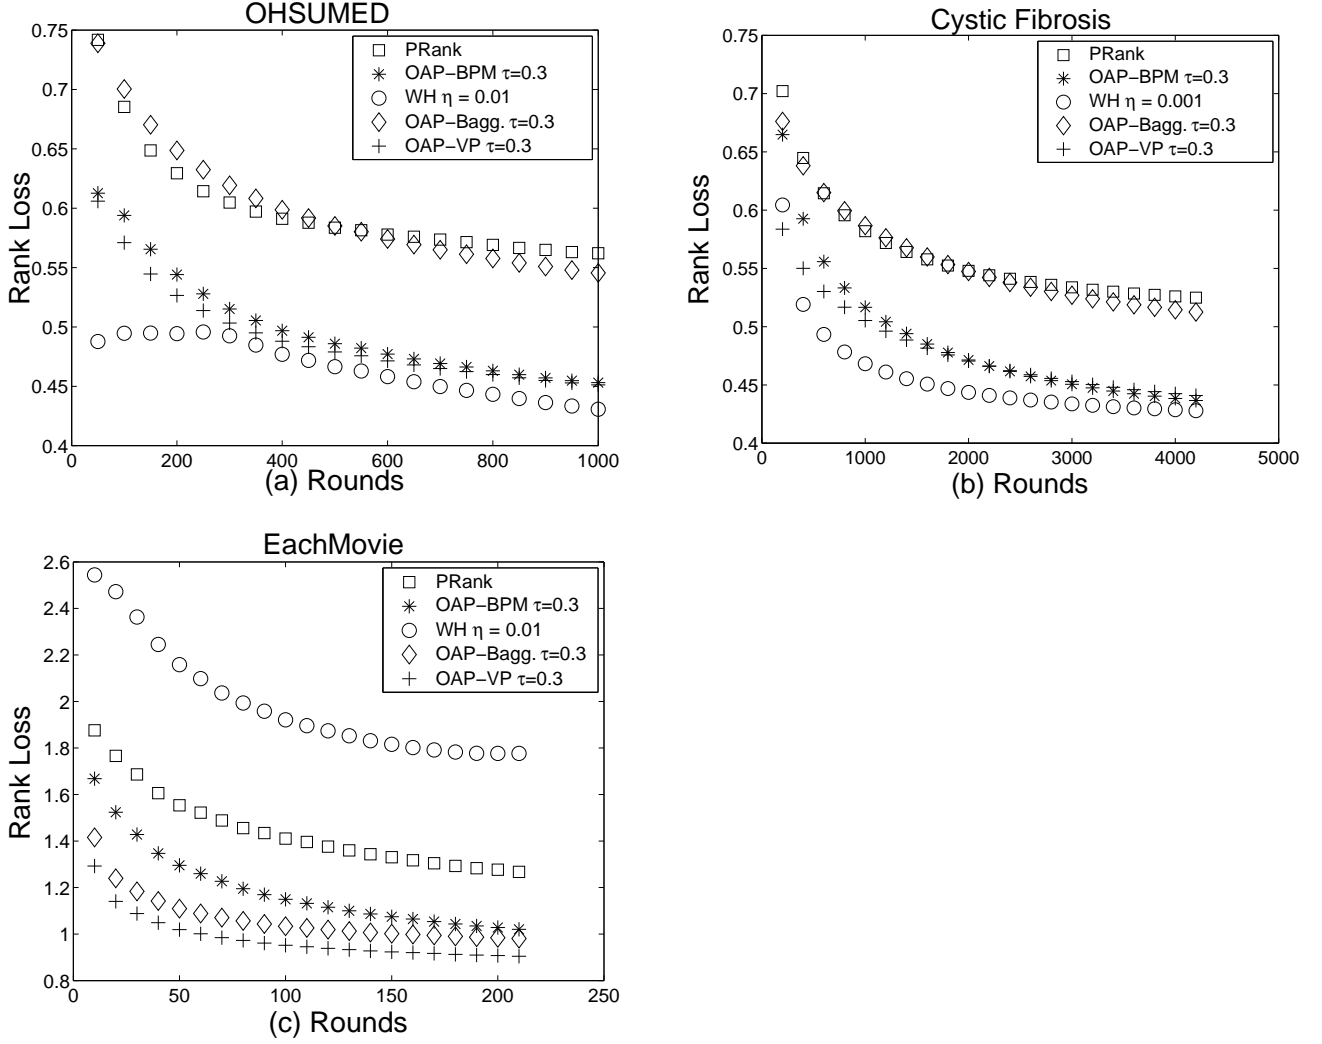 OHSUMED
0.75
0.7
0.65
0.6
0.55
0.5
0.45
0.4
Rank Loss
PRank
OAP−BPM τ=0.3
WH η = 0.01
OAP−Bagg. τ=0.3
OAP−VP τ=0.3
0 200 400 600 800 1000
(a) Rounds
Cystic Fibrosis
0.75
0.7
0.65
0.6
0.55
0.5
0.45
0.4
Rank Loss
PRank
OAP−BPM τ=0.3
WH η = 0.001
OAP−Bagg. τ=0.3
OAP−VP τ=0.3
0 1000 2000 3000 4000 5000
(b) Rounds
EachMovie
2.6
2.4
2.2
2
1.8
1.6
1.4
1.2
1
0.8
Rank Loss
PRank
OAP−BPM τ=0.3
WH η = 0.01
OAP−Bagg. τ=0.3
OAP−VP τ=0.3
0 50 100 150 200 250
(c) Rounds